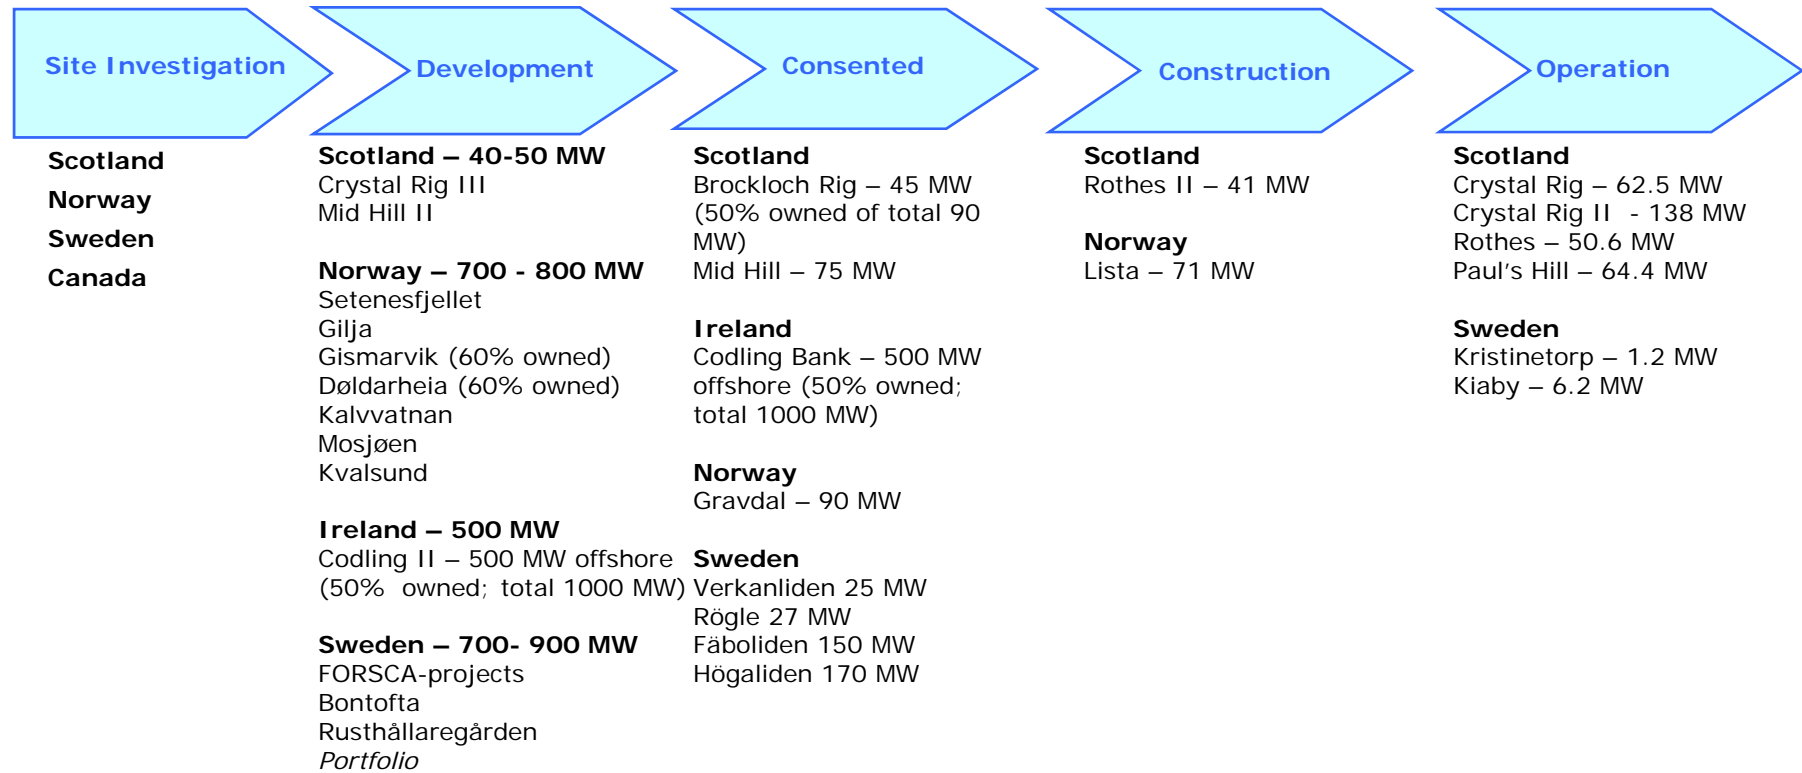 Site Investigation
Development
Consented
Construction
Operation
Scotland
Norway
Sweden
Canada
Scotland – 40-50 MW
Crystal Rig III
Mid Hill II
Norway – 700 - 800 MW
Setenesfjellet
Gilja
Gismarvik (60% owned)
Døldarheia (60% owned)
Kalvvatnan
Mosjøen
Kvalsund
Ireland – 500 MW
Codling II – 500 MW offshore
(50%  owned; total 1000 MW)
Sweden – 700- 900 MW
FORSCA-projects
Bontofta
Rusthållaregården
Portfolio
Scotland
Brockloch Rig – 45 MW
(50% owned of total 90
MW)
Mid Hill – 75 MW
Ireland
Codling Bank – 500 MW
offshore (50% owned;
total 1000 MW)
Norway
Gravdal – 90 MW
Sweden
Verkanliden 25 MW
Rögle 27 MW
Fäboliden 150 MW
Högaliden 170 MW
Scotland
Rothes II – 41 MW
Norway
Lista – 71 MW
Scotland
Crystal Rig – 62.5 MW
Crystal Rig II  - 138 MW
Rothes – 50.6 MW
Paul's Hill – 64.4 MW
Sweden
Kristinetorp – 1.2 MW
Kiaby – 6.2 MW